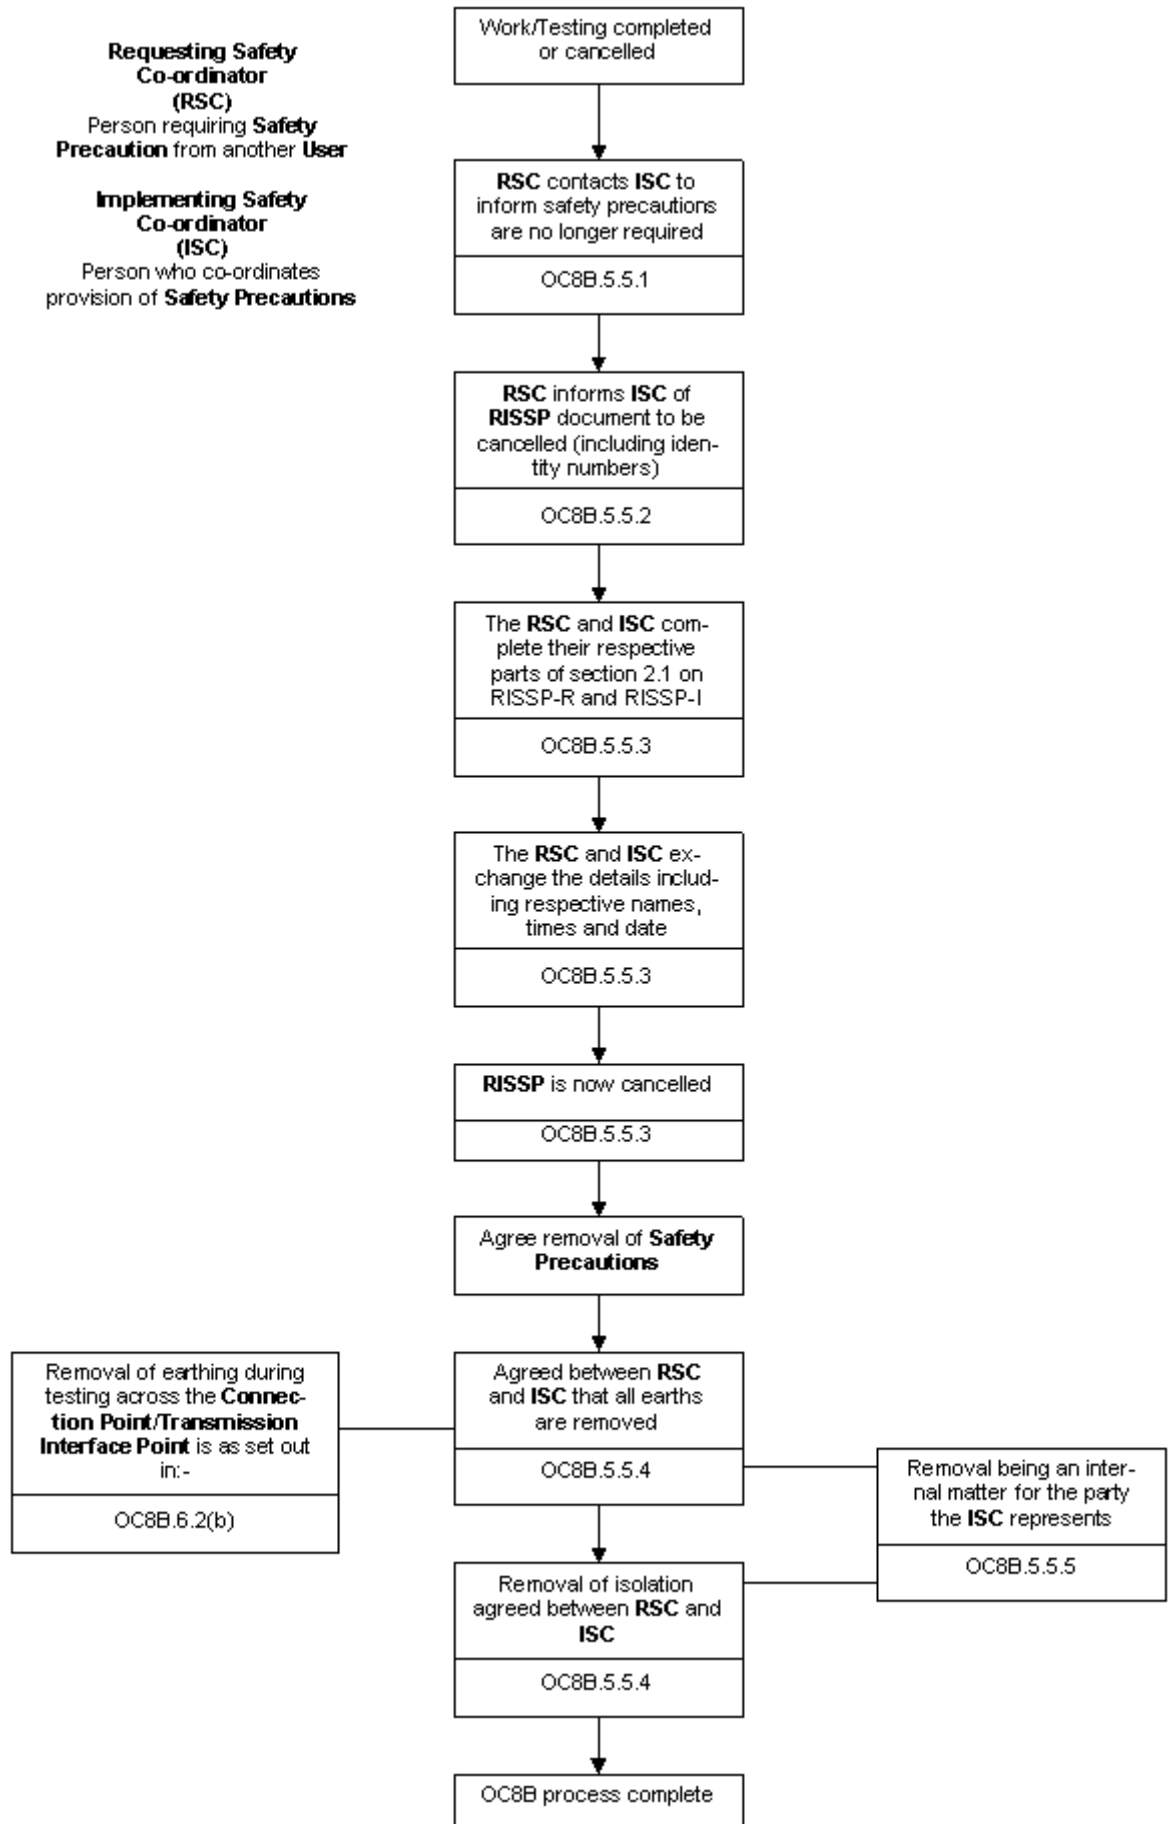 Requesting Safety
Co-ordinator
(RSC)
Person requiring Safety
Precaution from another User
Implementing Safety
Co-ordinator
(ISC)
Person who co-ordinates
provision of Safety Precautions
Work/Testing completed
or cancelled
RSC contacts ISC to
inform safety precautions
are no longer required
OC8B.5.5.1
RSC informs ISC of
RISSP document to be
cancelled (including iden-
tity numbers)
OC8B.5.5.2
The RSC and ISC com-
plete their respective
parts of section 2.1 on
RISSP-R and RISSP-I
OC8B.5.5.3
The RSC and ISC ex-
change the details includ-
ing respective names,
times and date
OC8B.5.5.3
RISSP is now cancelled
OC8B.5.5.3
Agree removal of Safety
Precautions
Removal of earthing during
testing across the Connec-
tion Point/Transmission
Interface Point is as set out
in:-
OC8B.6.2(b)
Agreed between RSC
and ISC that all earths
are removed
OC8B.5.5.4
Removal being an inter-
nal matter for the party
the ISC represents
OC8B.5.5.5
Removal of isolation
agreed between RSC and
ISC
OC8B.5.5.4
OC8B process complete